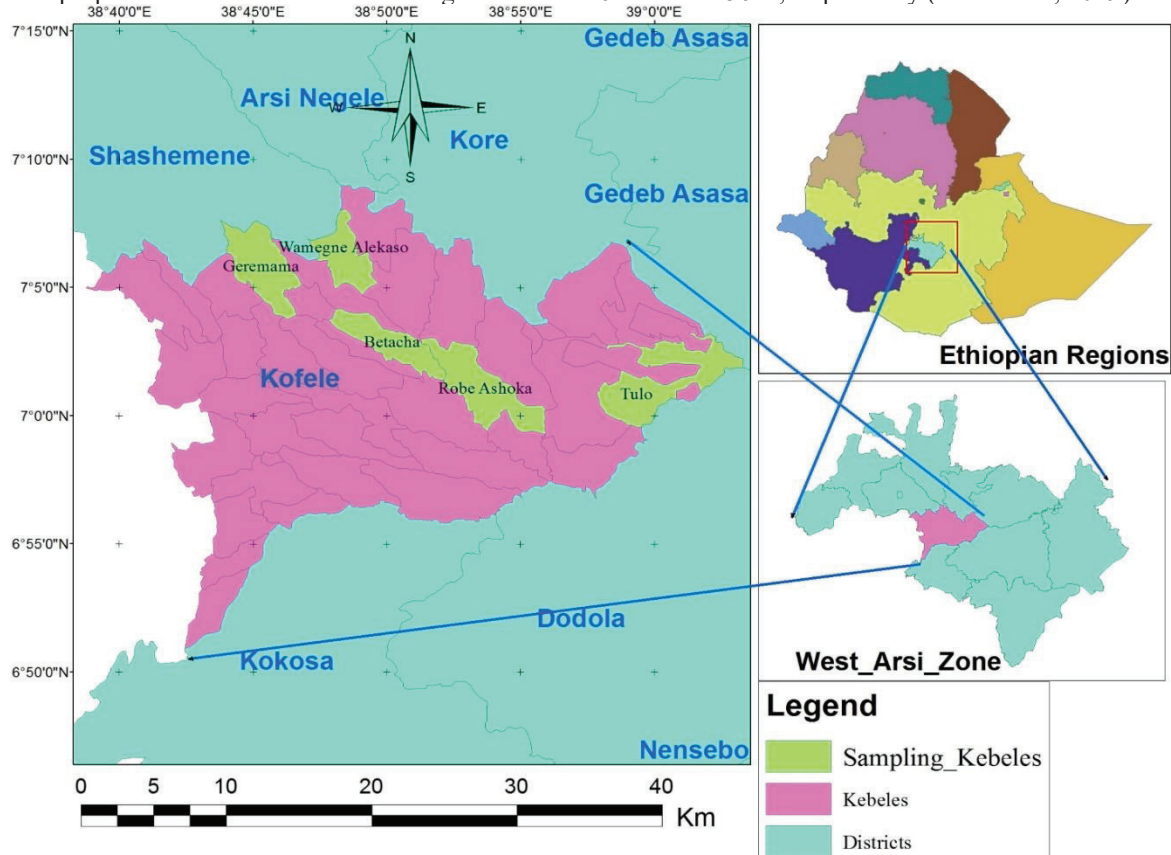 38°40'0"E 38°45'0"E 38°50'0"E 38°55'0"E 39°0'0"E
7°15'0"N
Gedeb Asasa
N
Arsi Negele
W E
Kore
Shashemene
7°10'0"N
S
Gedeb Asasa
Wamegne Alekaso
Geremama
7°5'0"N
Betacha
Kofele
Robe Ashoka
Tulo
7°0'0"N
6°55'0"N
Dodola
Kokosa
6°50'0"N
Nensebo
0 5 10 20 30 40
Km
Ethiopian Regions
West_Arsi_Zone
Legend
Sampling_Kebeles
Kebeles
Districts